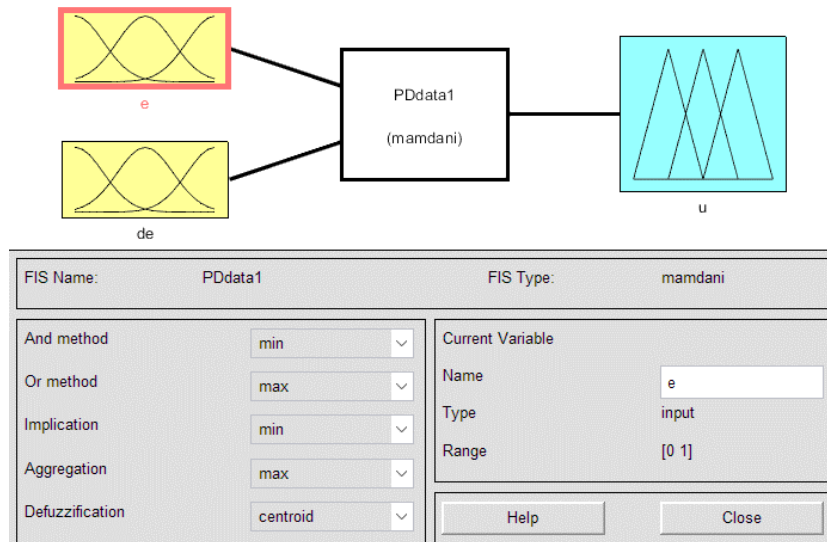 e
PDdata1
(mamdani)
de
u
FIS Name: PDdata1 FIS Type: mamdani
And method min
Or method max
Implication min
Aggregation max
Defuzzification centroid
Current Variable
Name e
Type input
Range [0 1]
Help Close